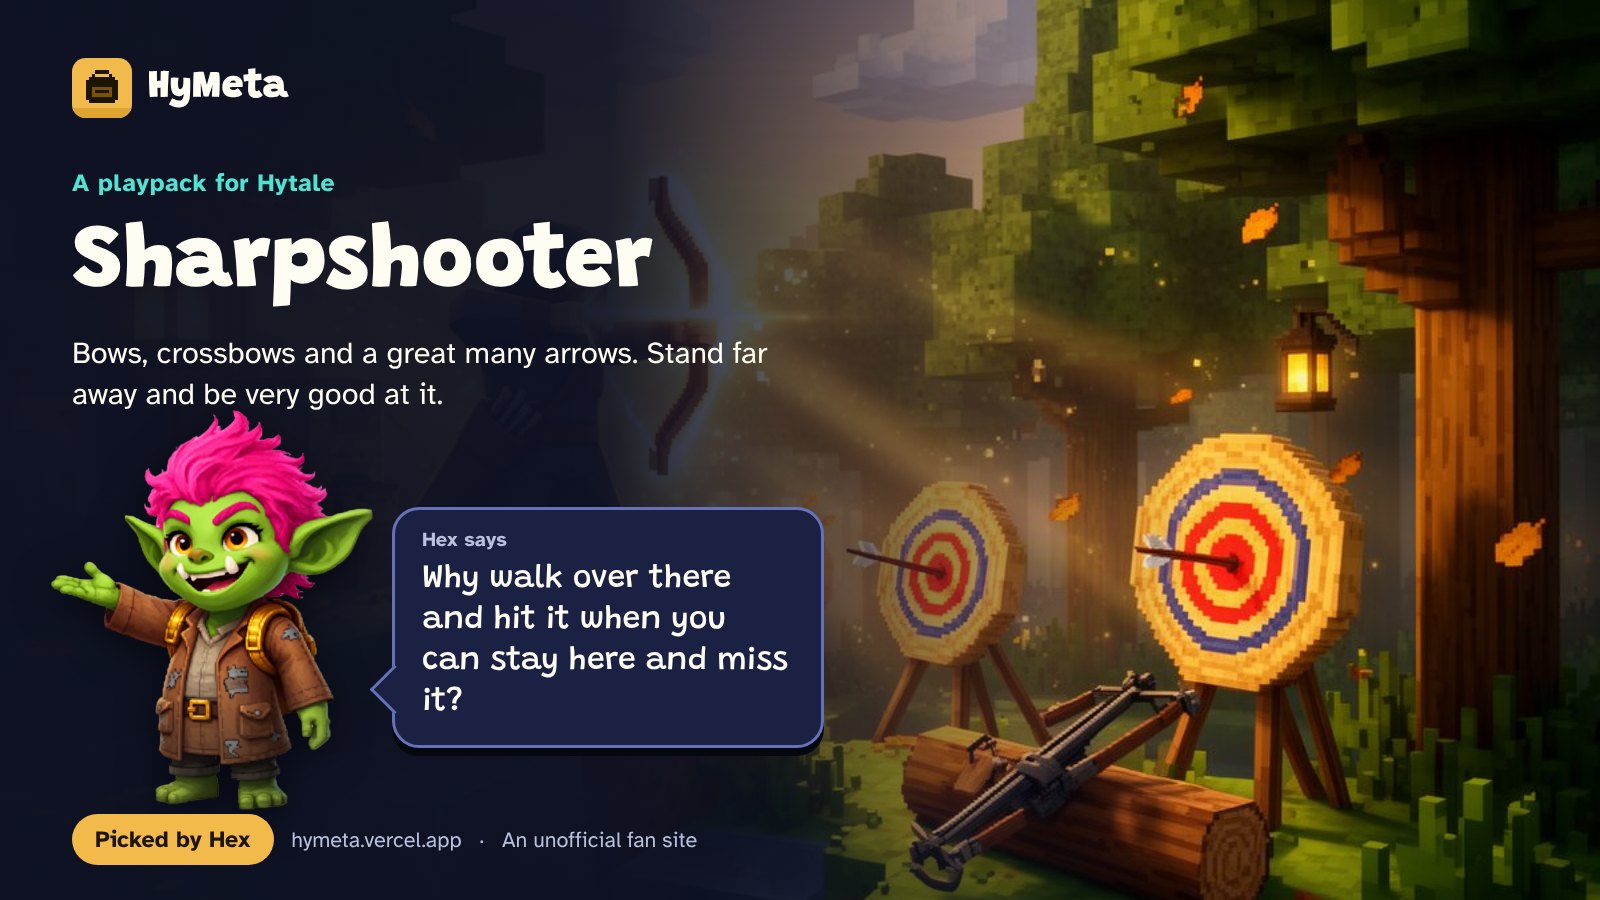 HyMeta
A playpack for Hytale
Sharpshooter
Bows, crossbows and a great many arrows. Stand far
away and be very good at it.
Hex says
Why walk over there
and hit it when you
can stay here and miss
it?
Picked by Hex
hymeta.vercel.app · An unofficial fan site